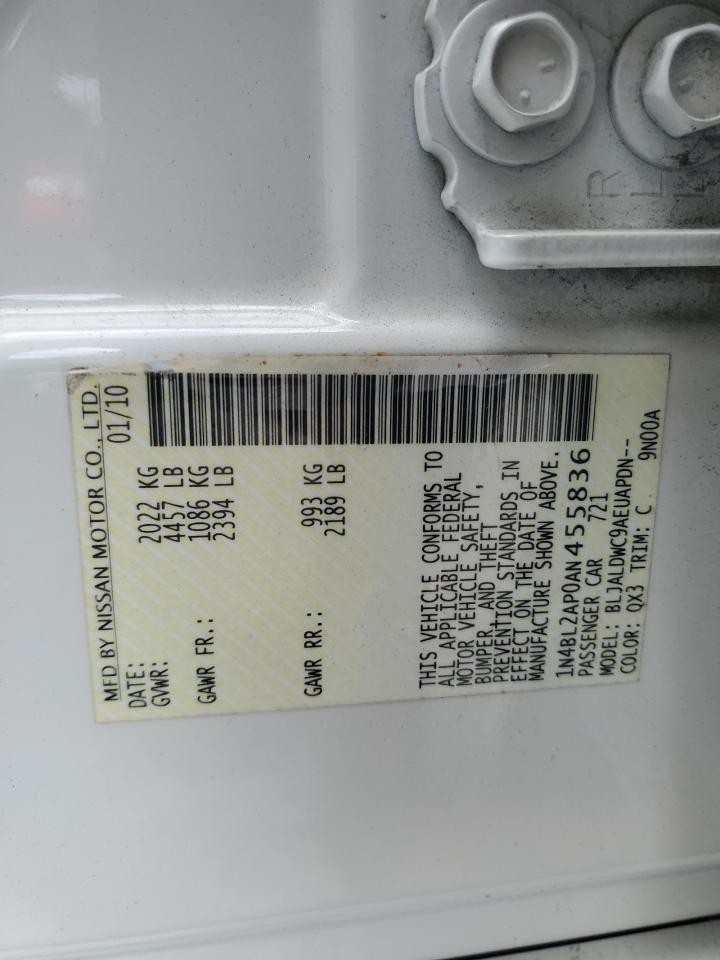 MFD BY NISSAN MOTOR CO., LTD.
DATE: 01/10
GVWR: 2022 KG
4457 LB
GAWR FR.: 1086 KG
2394 LB
GAWR RR.: 993 KG
2189 LB
THIS VEHICLE CONFORMS TO
ALL APPLICABLE FEDERAL
MOTOR VEHICLE SAFETY,
BUMPER, AND THEFT
PREVENTION STANDARDS IN
EFFECT ON THE DATE OF
MANUFACTURE SHOWN ABOVE.
1N4BL2AP0AN455836
PASSENGER CAR 721
MODEL: BLJALDWC9AEUAPDN--
COLOR: QX3 TRIM: C 9N00A
R